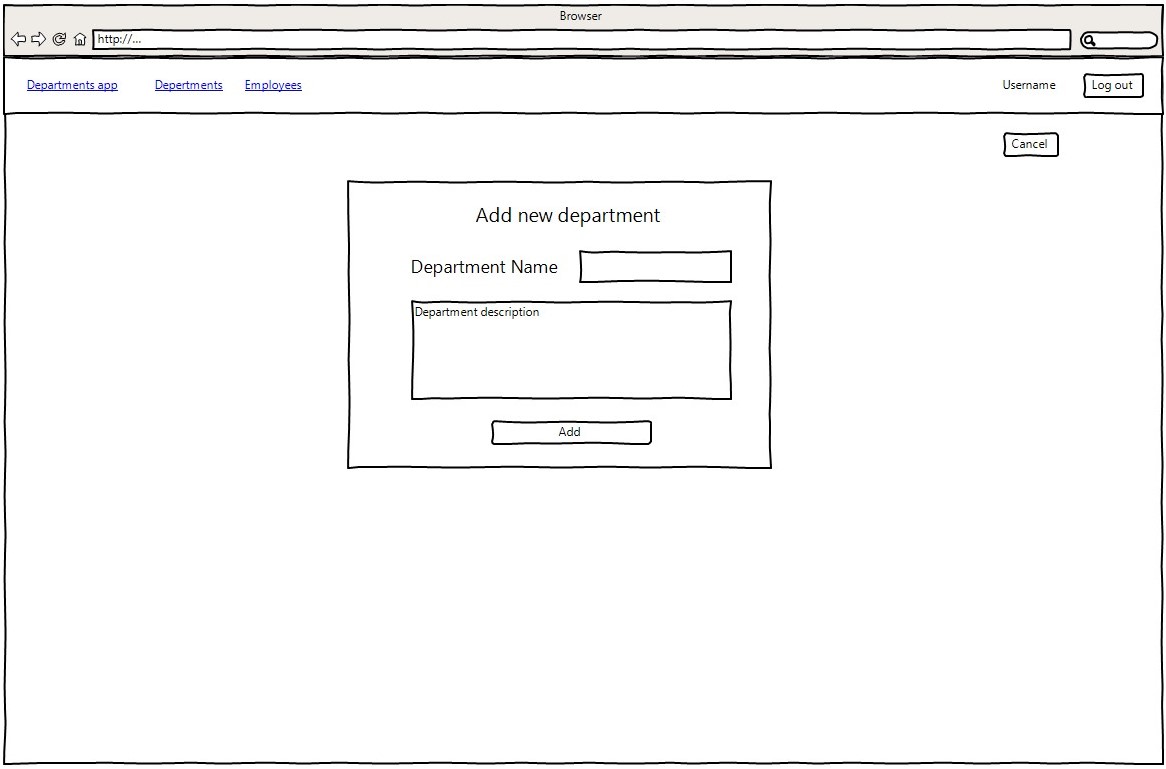 Browser
http://...
Departments app Depertments Employees Username Log out
Cancel
Add new department
Department Name
Department description
Add